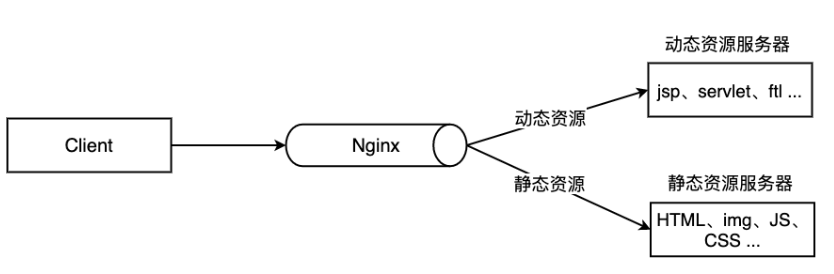 动态资源服务器
jsp、servlet、ftl ...
动态资源
Client
Nginx
静态资源
静态资源服务器
HTML、img、JS、
CSS ...